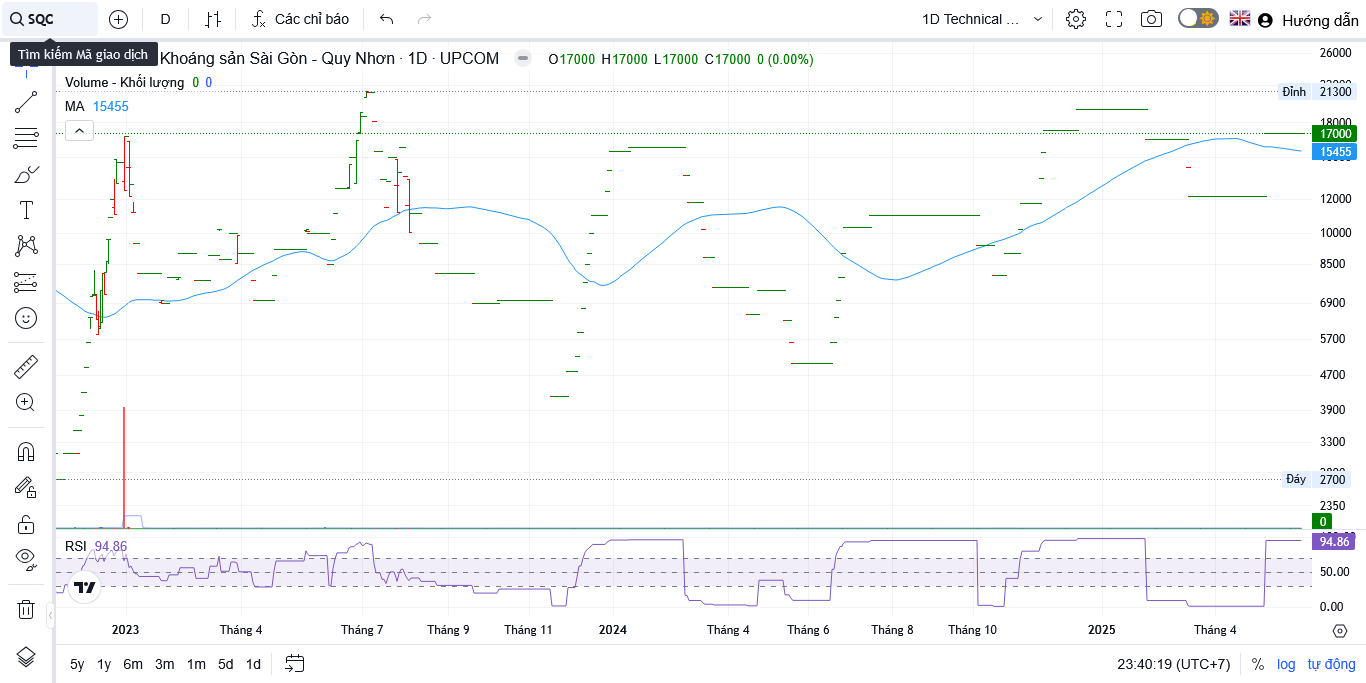 SQC
D
Các chỉ báo
1D Technical ...
Hướng dẫn
Tìm kiếm Mã giao dịch
Khoáng sản Sài Gòn - Quy Nhơn · 1D · UPCOM
O17000 H17000 L17000 C17000 0 (0.00%)
Volume - Khối lượng 0 0
MA 15455
26000
Đỉnh 21300
18000
17000
15455
12000
10000
8500
6900
5700
4700
3900
3300
Đáy 2700
2350
0
RSI 94.86
94.86
50.00
0.00
2023 Tháng 4 Tháng 7 Tháng 9 Tháng 11 2024 Tháng 4 Tháng 6 Tháng 8 Tháng 10 2025 Tháng 4
5y 1y 6m 3m 1m 5d 1d
23:40:19 (UTC+7) % log tự động